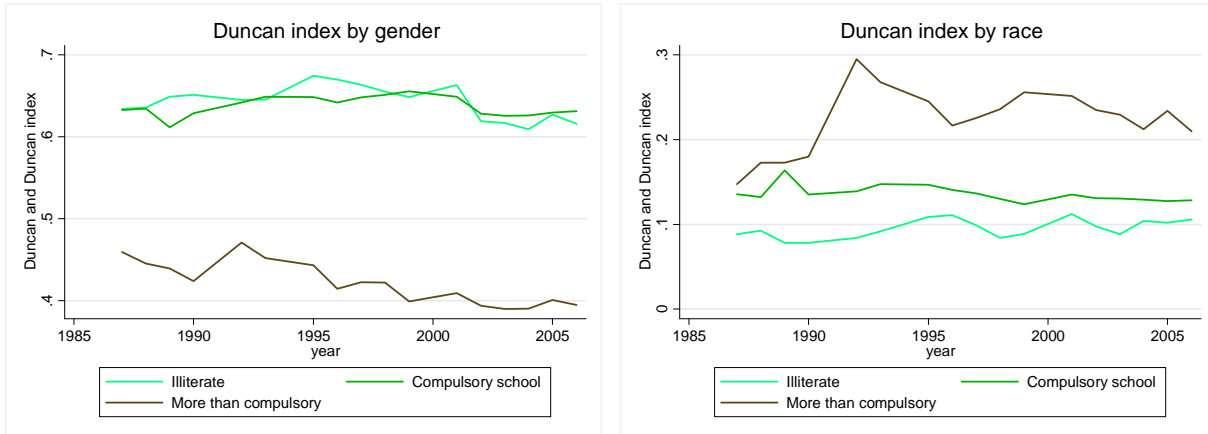 Duncan index by gender
Duncan and Duncan index
.7
.6
.5
.4
1985 1990 1995 2000 2005
year
Illiterate Compulsory school
More than compulsory
Duncan index by race
Duncan and Duncan index
.3
.2
.1
0
1985 1990 1995 2000 2005
year
Illiterate Compulsory school
More than compulsory